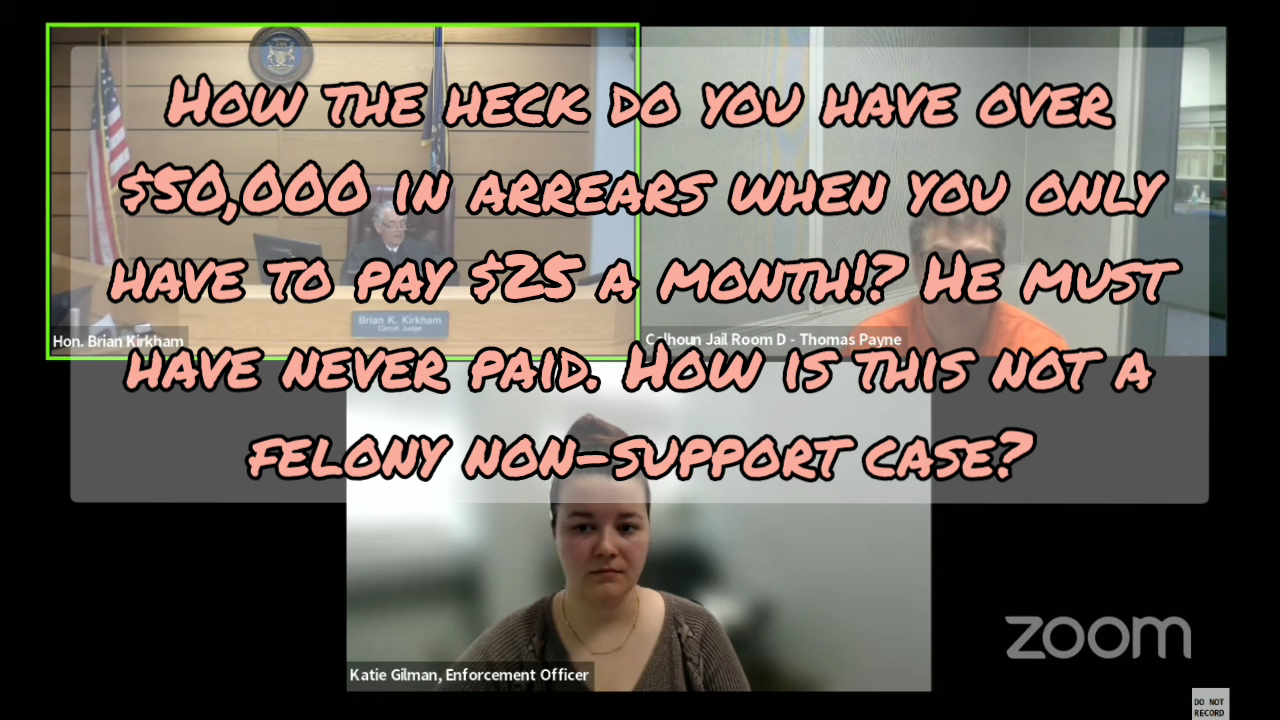 How the heck do you have over
$50,000 in arrears when you only
have to pay $25 a month!? He must
have never paid. How is this not a
felony non-support case?
Brian K. Kirkham
Circuit Judge
Hon. Brian Kirkham
Calhoun Jail Room D - Thomas Payne
Katie Gilman, Enforcement Officer
zoom
DO NOT
RECORD